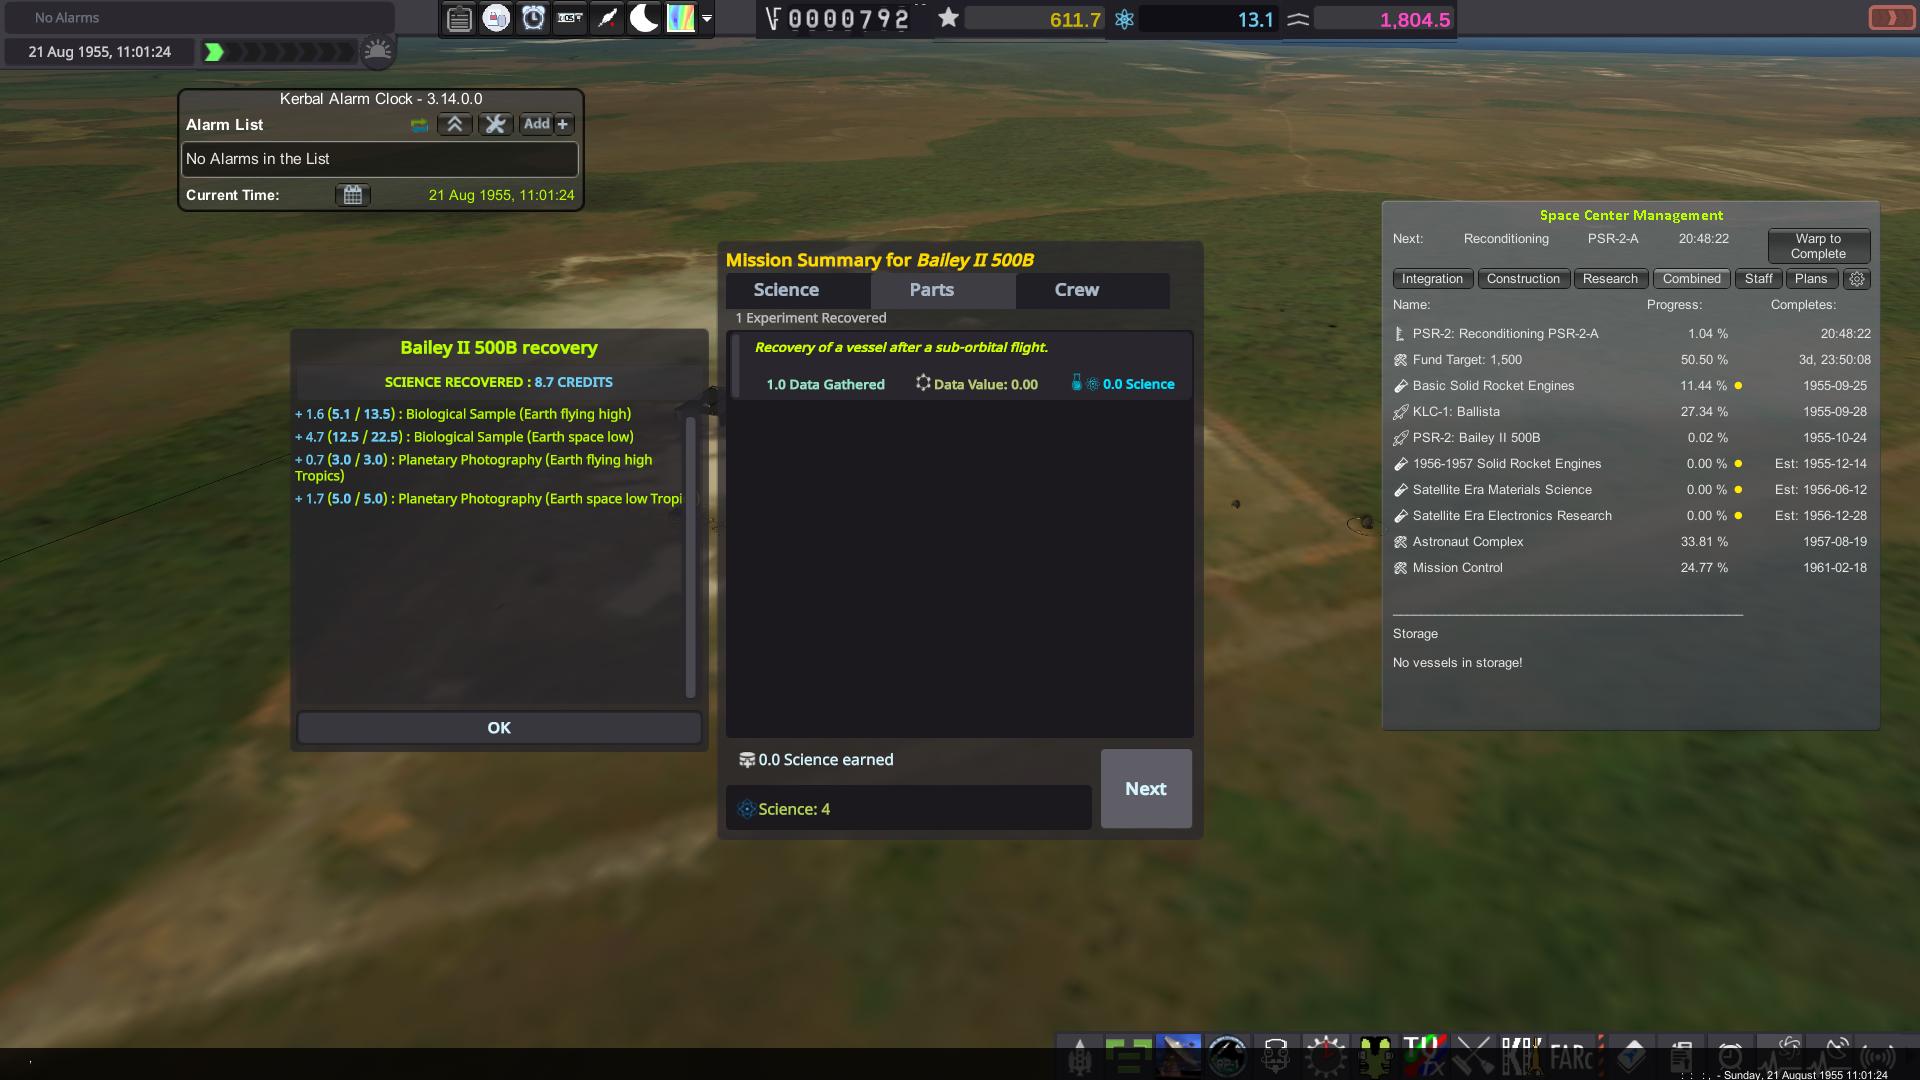 No Alarms
COST
0000792
611.7
13.1
1,804.5
21 Aug 1955, 11:01:24
Kerbal Alarm Clock - 3.14.0.0
Alarm List
Add +
No Alarms in the List
Current Time:
21 Aug 1955, 11:01:24
Bailey II 500B recovery
SCIENCE RECOVERED : 8.7 CREDITS
+ 1.6 (5.1 / 13.5) : Biological Sample (Earth flying high)
+ 4.7 (12.5 / 22.5) : Biological Sample (Earth space low)
+ 0.7 (3.0 / 3.0) : Planetary Photography (Earth flying high
Tropics)
+ 1.7 (5.0 / 5.0) : Planetary Photography (Earth space low Tropi
OK
Mission Summary for Bailey II 500B
Science
Parts
Crew
1 Experiment Recovered
Recovery of a vessel after a sub-orbital flight.
1.0 Data Gathered
Data Value: 0.00
0.0 Science
0.0 Science earned
Science: 4
Next
Space Center Management
Next: Reconditioning PSR-2-A 20:48:22
Warp to
Complete
Integration Construction Research Combined Staff Plans
Name: Progress: Completes:
PSR-2: Reconditioning PSR-2-A 1.04 % 20:48:22
Fund Target: 1,500 50.50 % 3d, 23:50:08
Basic Solid Rocket Engines 11.44 % 1955-09-25
KLC-1: Ballista 27.34 % 1955-09-28
PSR-2: Bailey II 500B 0.02 % 1955-10-24
1956-1957 Solid Rocket Engines 0.00 % Est: 1955-12-14
Satellite Era Materials Science 0.00 % Est: 1956-06-12
Satellite Era Electronics Research 0.00 % Est: 1956-12-28
Astronaut Complex 33.81 % 1957-08-19
Mission Control 24.77 % 1961-02-18
Storage
No vessels in storage!
FARc
- Sunday, 21 August 1955 11:01:24